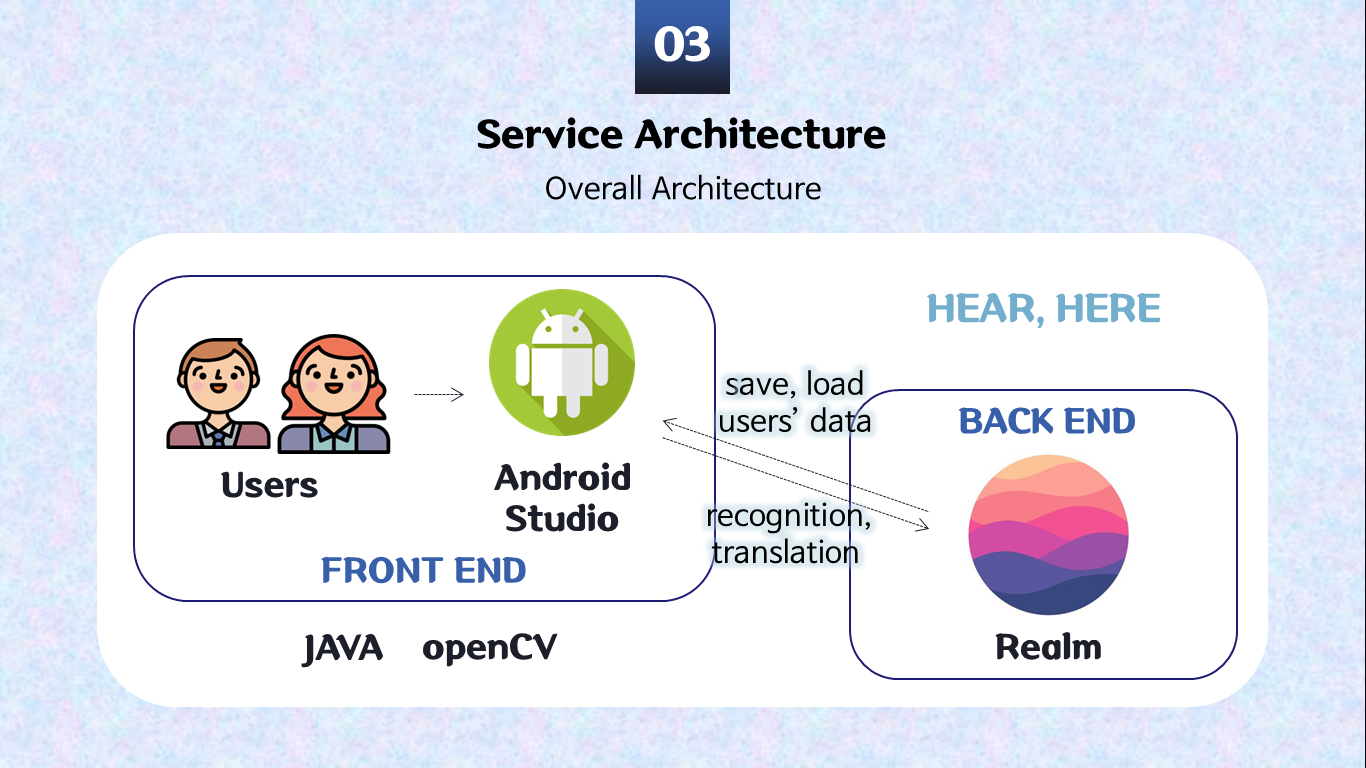 03
Service Architecture
Overall Architecture
HEAR, HERE
Users
Android
Studio
FRONT END
JAVA openCV
save, load
users’ data
recognition,
translation
BACK END
Realm